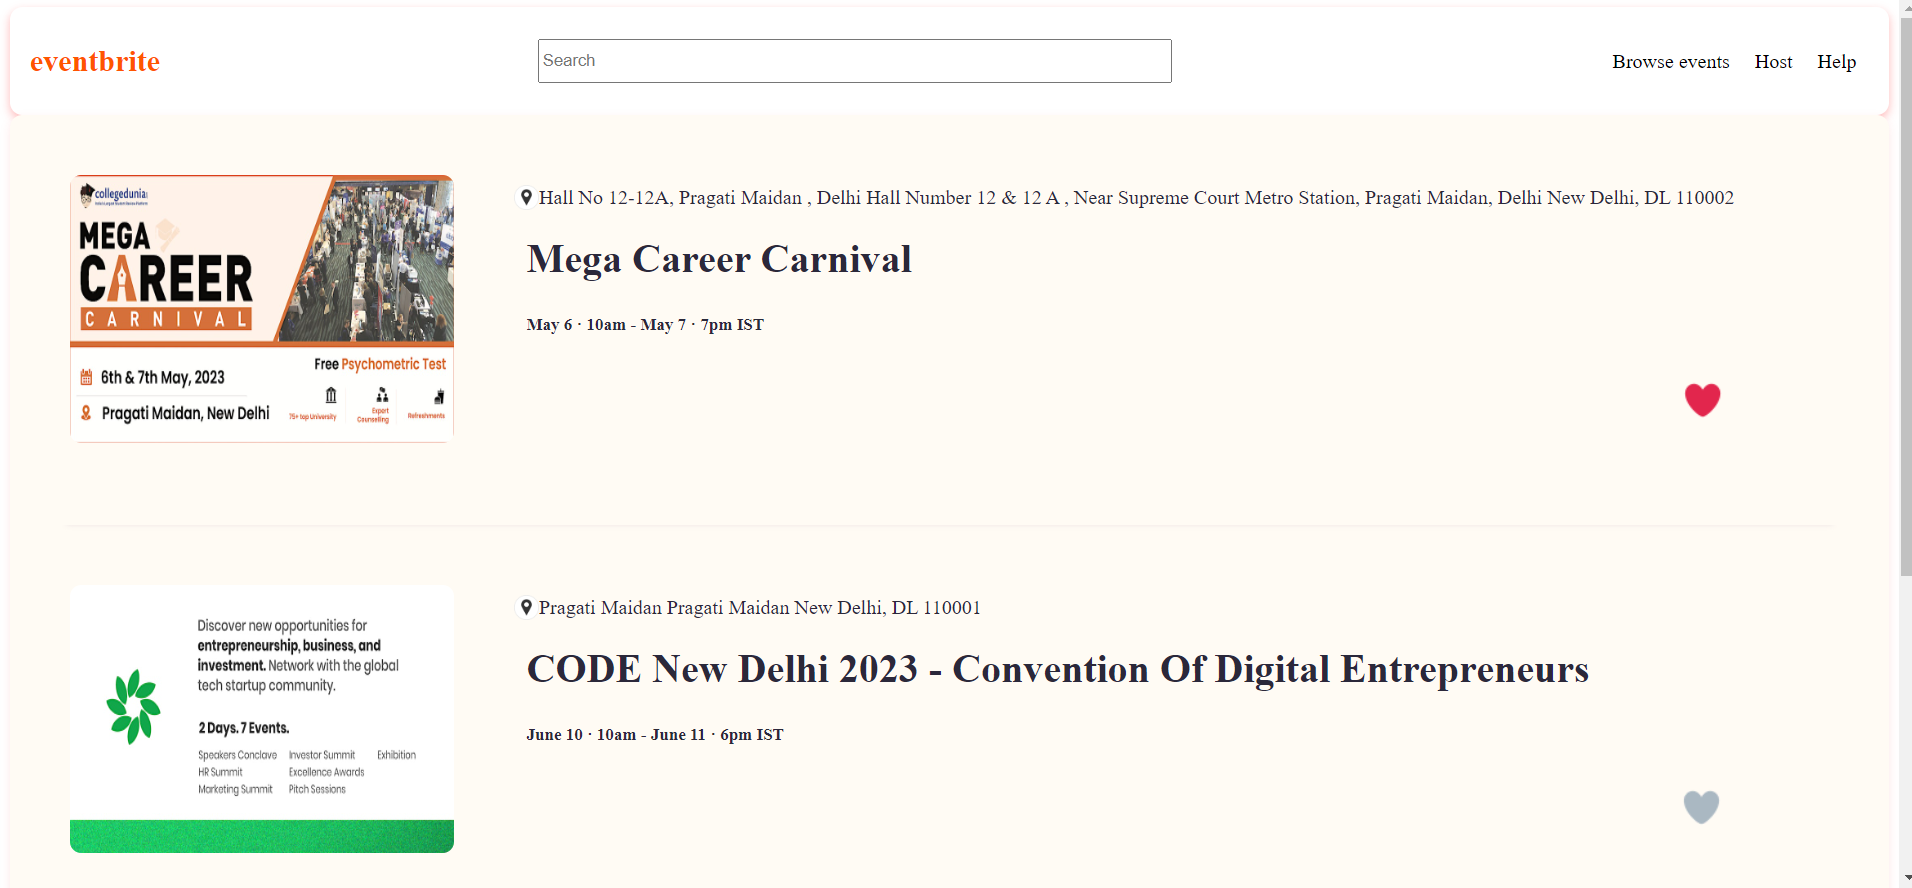 eventbrite
Search
Browse events Host Help
collegedunia
MEGA
CAREER
CARNIVAL
6th & 7th May, 2023
Pragati Maidan, New Delhi
Free Psychometric Test
75+ top University
Expert
Counseling
Refreshments
Hall No 12-12A, Pragati Maidan , Delhi Hall Number 12 & 12 A , Near Supreme Court Metro Station, Pragati Maidan, Delhi New Delhi, DL 110002
Mega Career Carnival
May 6 · 10am - May 7 · 7pm IST
Discover new opportunities for
entrepreneurship, business, and
investment. Network with the global
tech startup community.
2 Days. 7 Events.
Speakers Conclave Investor Summit Exhibition
HR Summit Excellence Awards
Marketing Summit Pitch Sessions
Pragati Maidan Pragati Maidan New Delhi, DL 110001
CODE New Delhi 2023 - Convention Of Digital Entrepreneurs
June 10 · 10am - June 11 · 6pm IST